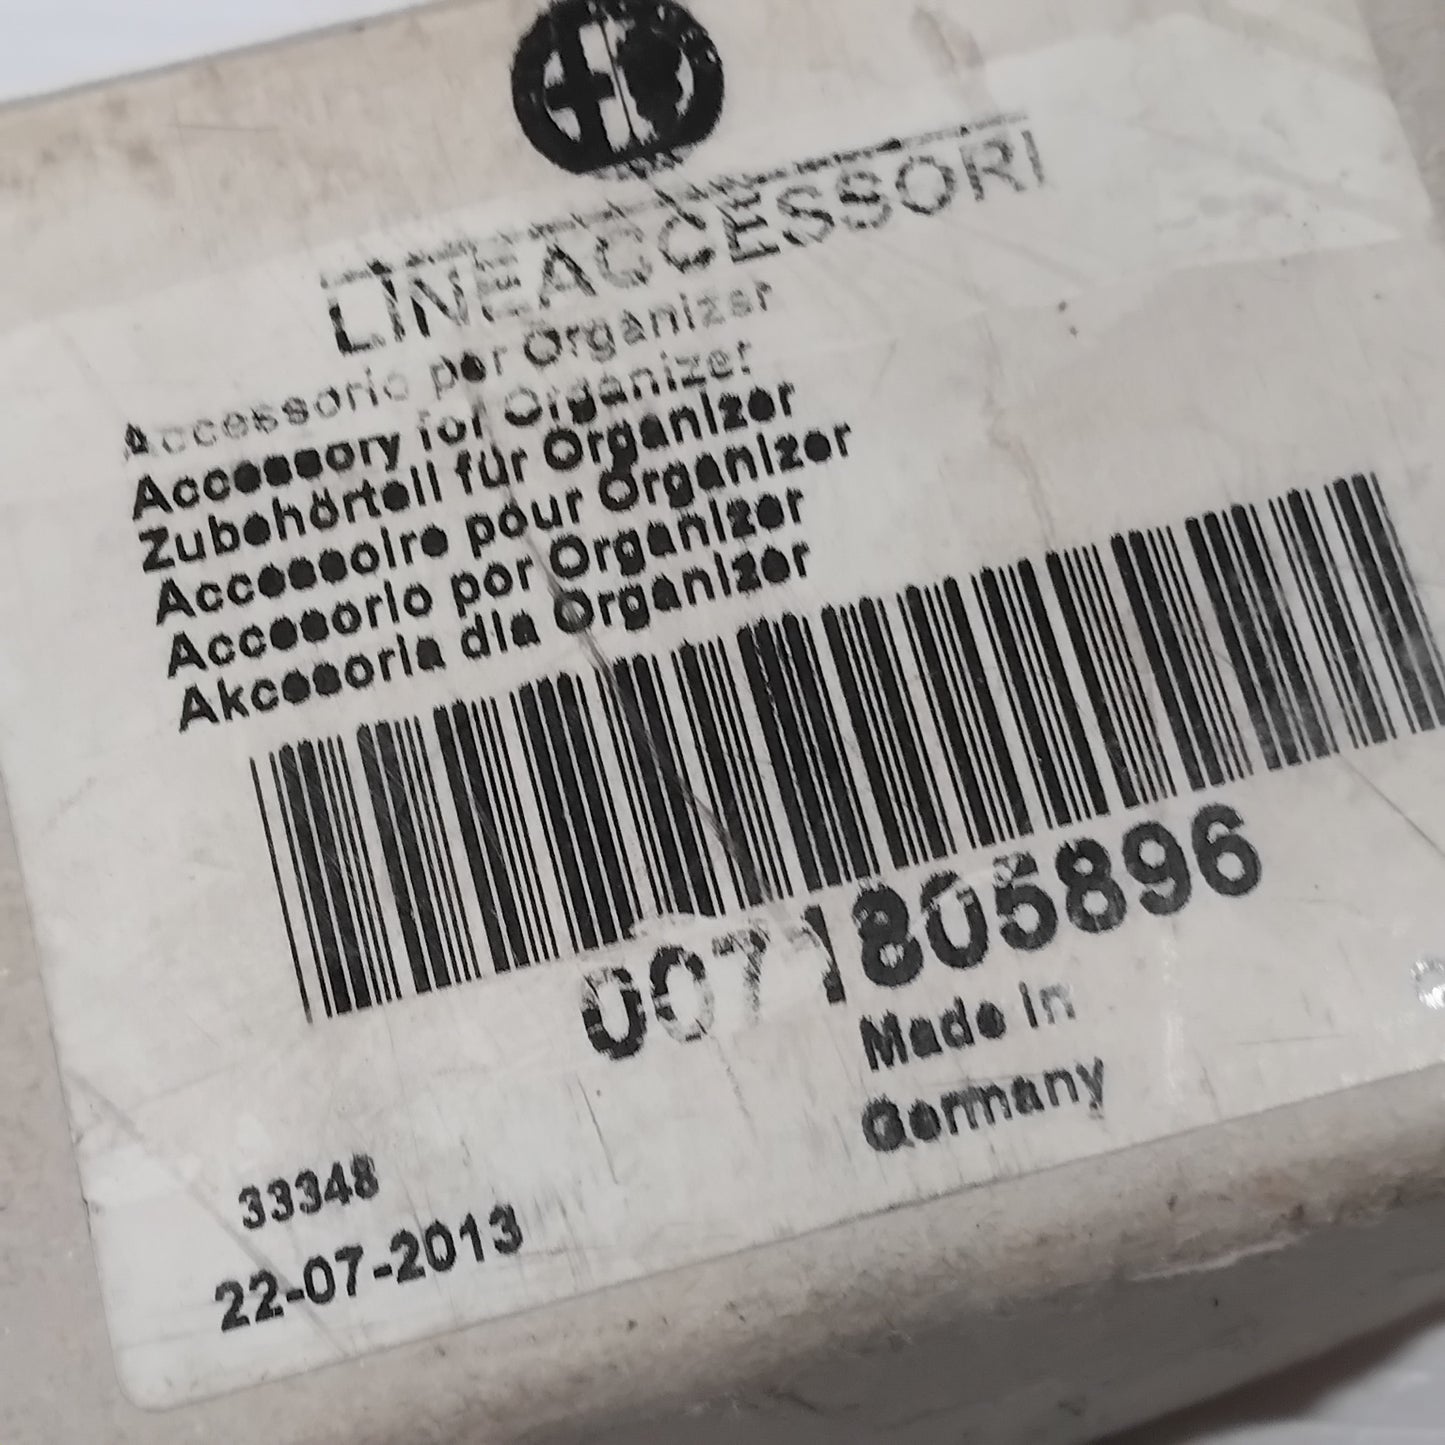 LINEACCESSORI
Accessorio per Organizer
Accessory for Organizer
Zubehörteil für Organizer
Accessoire pour Organizer
Accesorio por Organizer
Akcesoria dla Organizer
0071805896
Made in
Germany
33348
22-07-2013